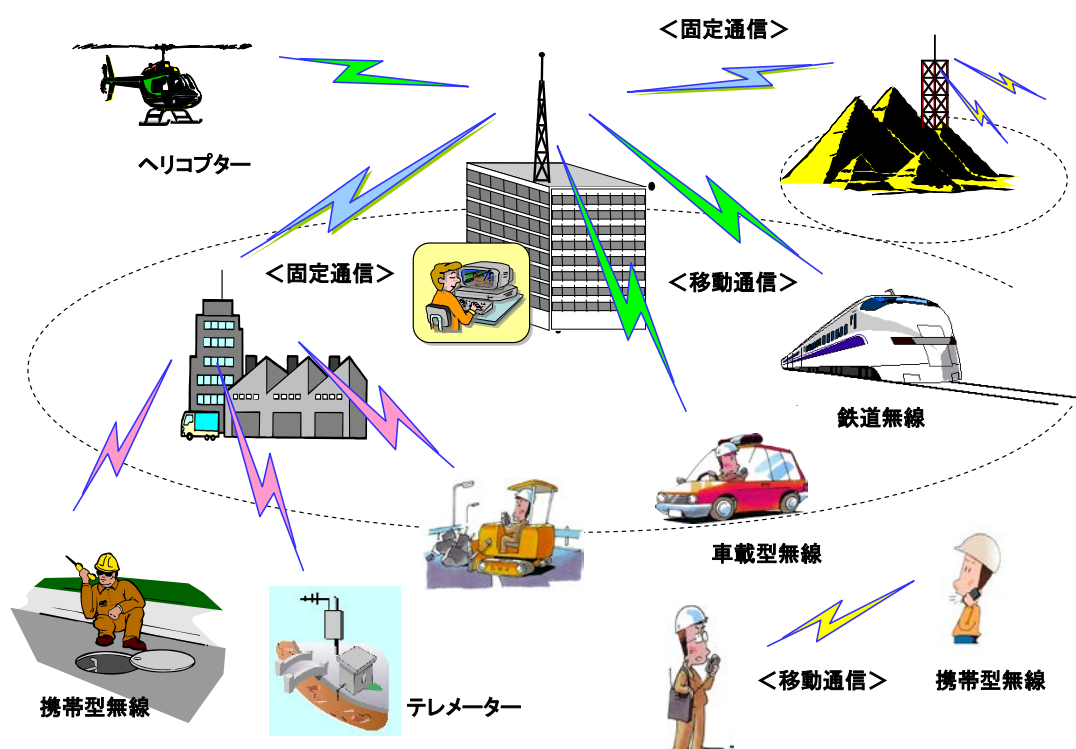 ＜固定通信＞
ヘリコプター
＜固定通信＞
＜移動通信＞
鉄道無線
車載型無線
＜移動通信＞
携帯型無線
携帯型無線
テレメーター